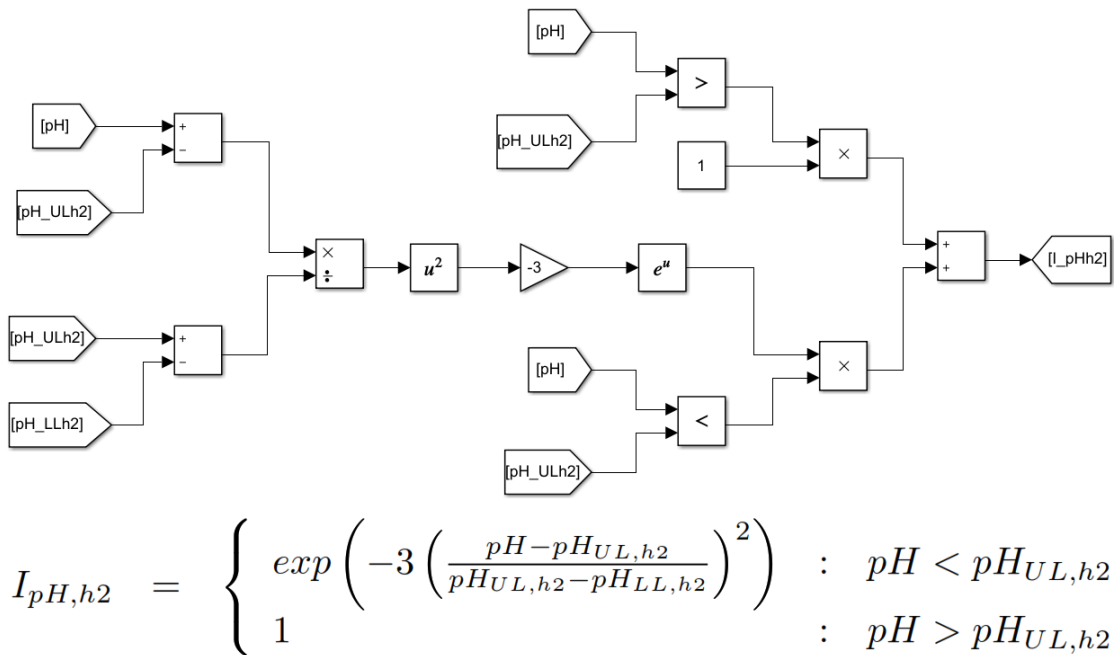 [pH]
[pH_ULh2]
+
−
[pH_ULh2]
[pH_LLh2]
+
−
×
÷
u²
-3
eᵘ
[pH]
[pH_ULh2]
>
1
×
[pH]
[pH_ULh2]
<
×
+
+
[I_pHh2]
I_{pH,h2} = { exp(−3((pH−pH_{UL,h2})/(pH_{UL,h2}−pH_{LL,h2}))²) : pH < pH_{UL,h2}
1 : pH > pH_{UL,h2}